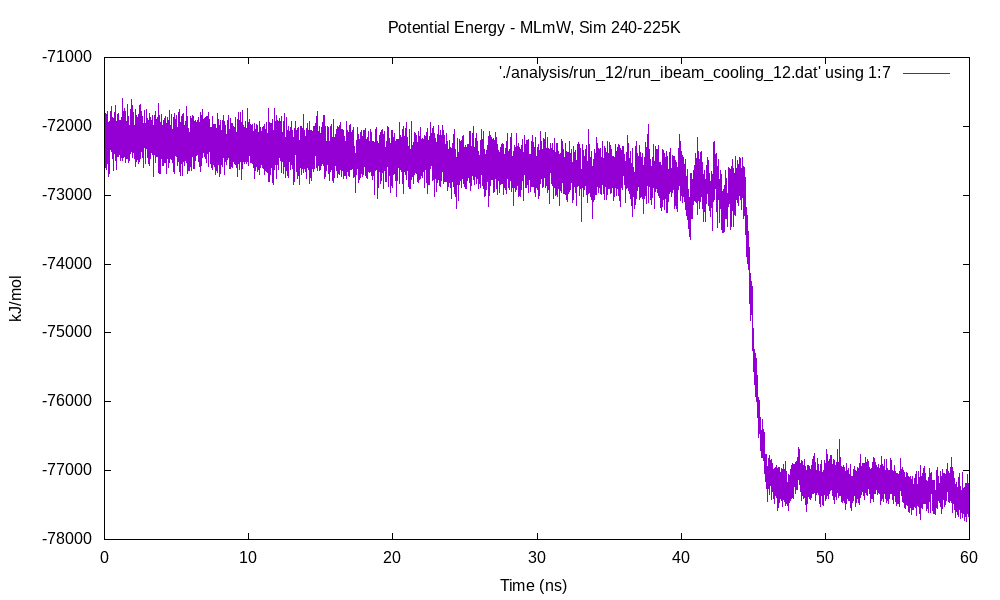 Potential Energy - MLmW, Sim 240-225K
'./analysis/run_12/run_ibeam_cooling_12.dat' using 1:7
-71000
-72000
-73000
-74000
-75000
-76000
-77000
-78000
kJ/mol
0 10 20 30 40 50 60
Time (ns)